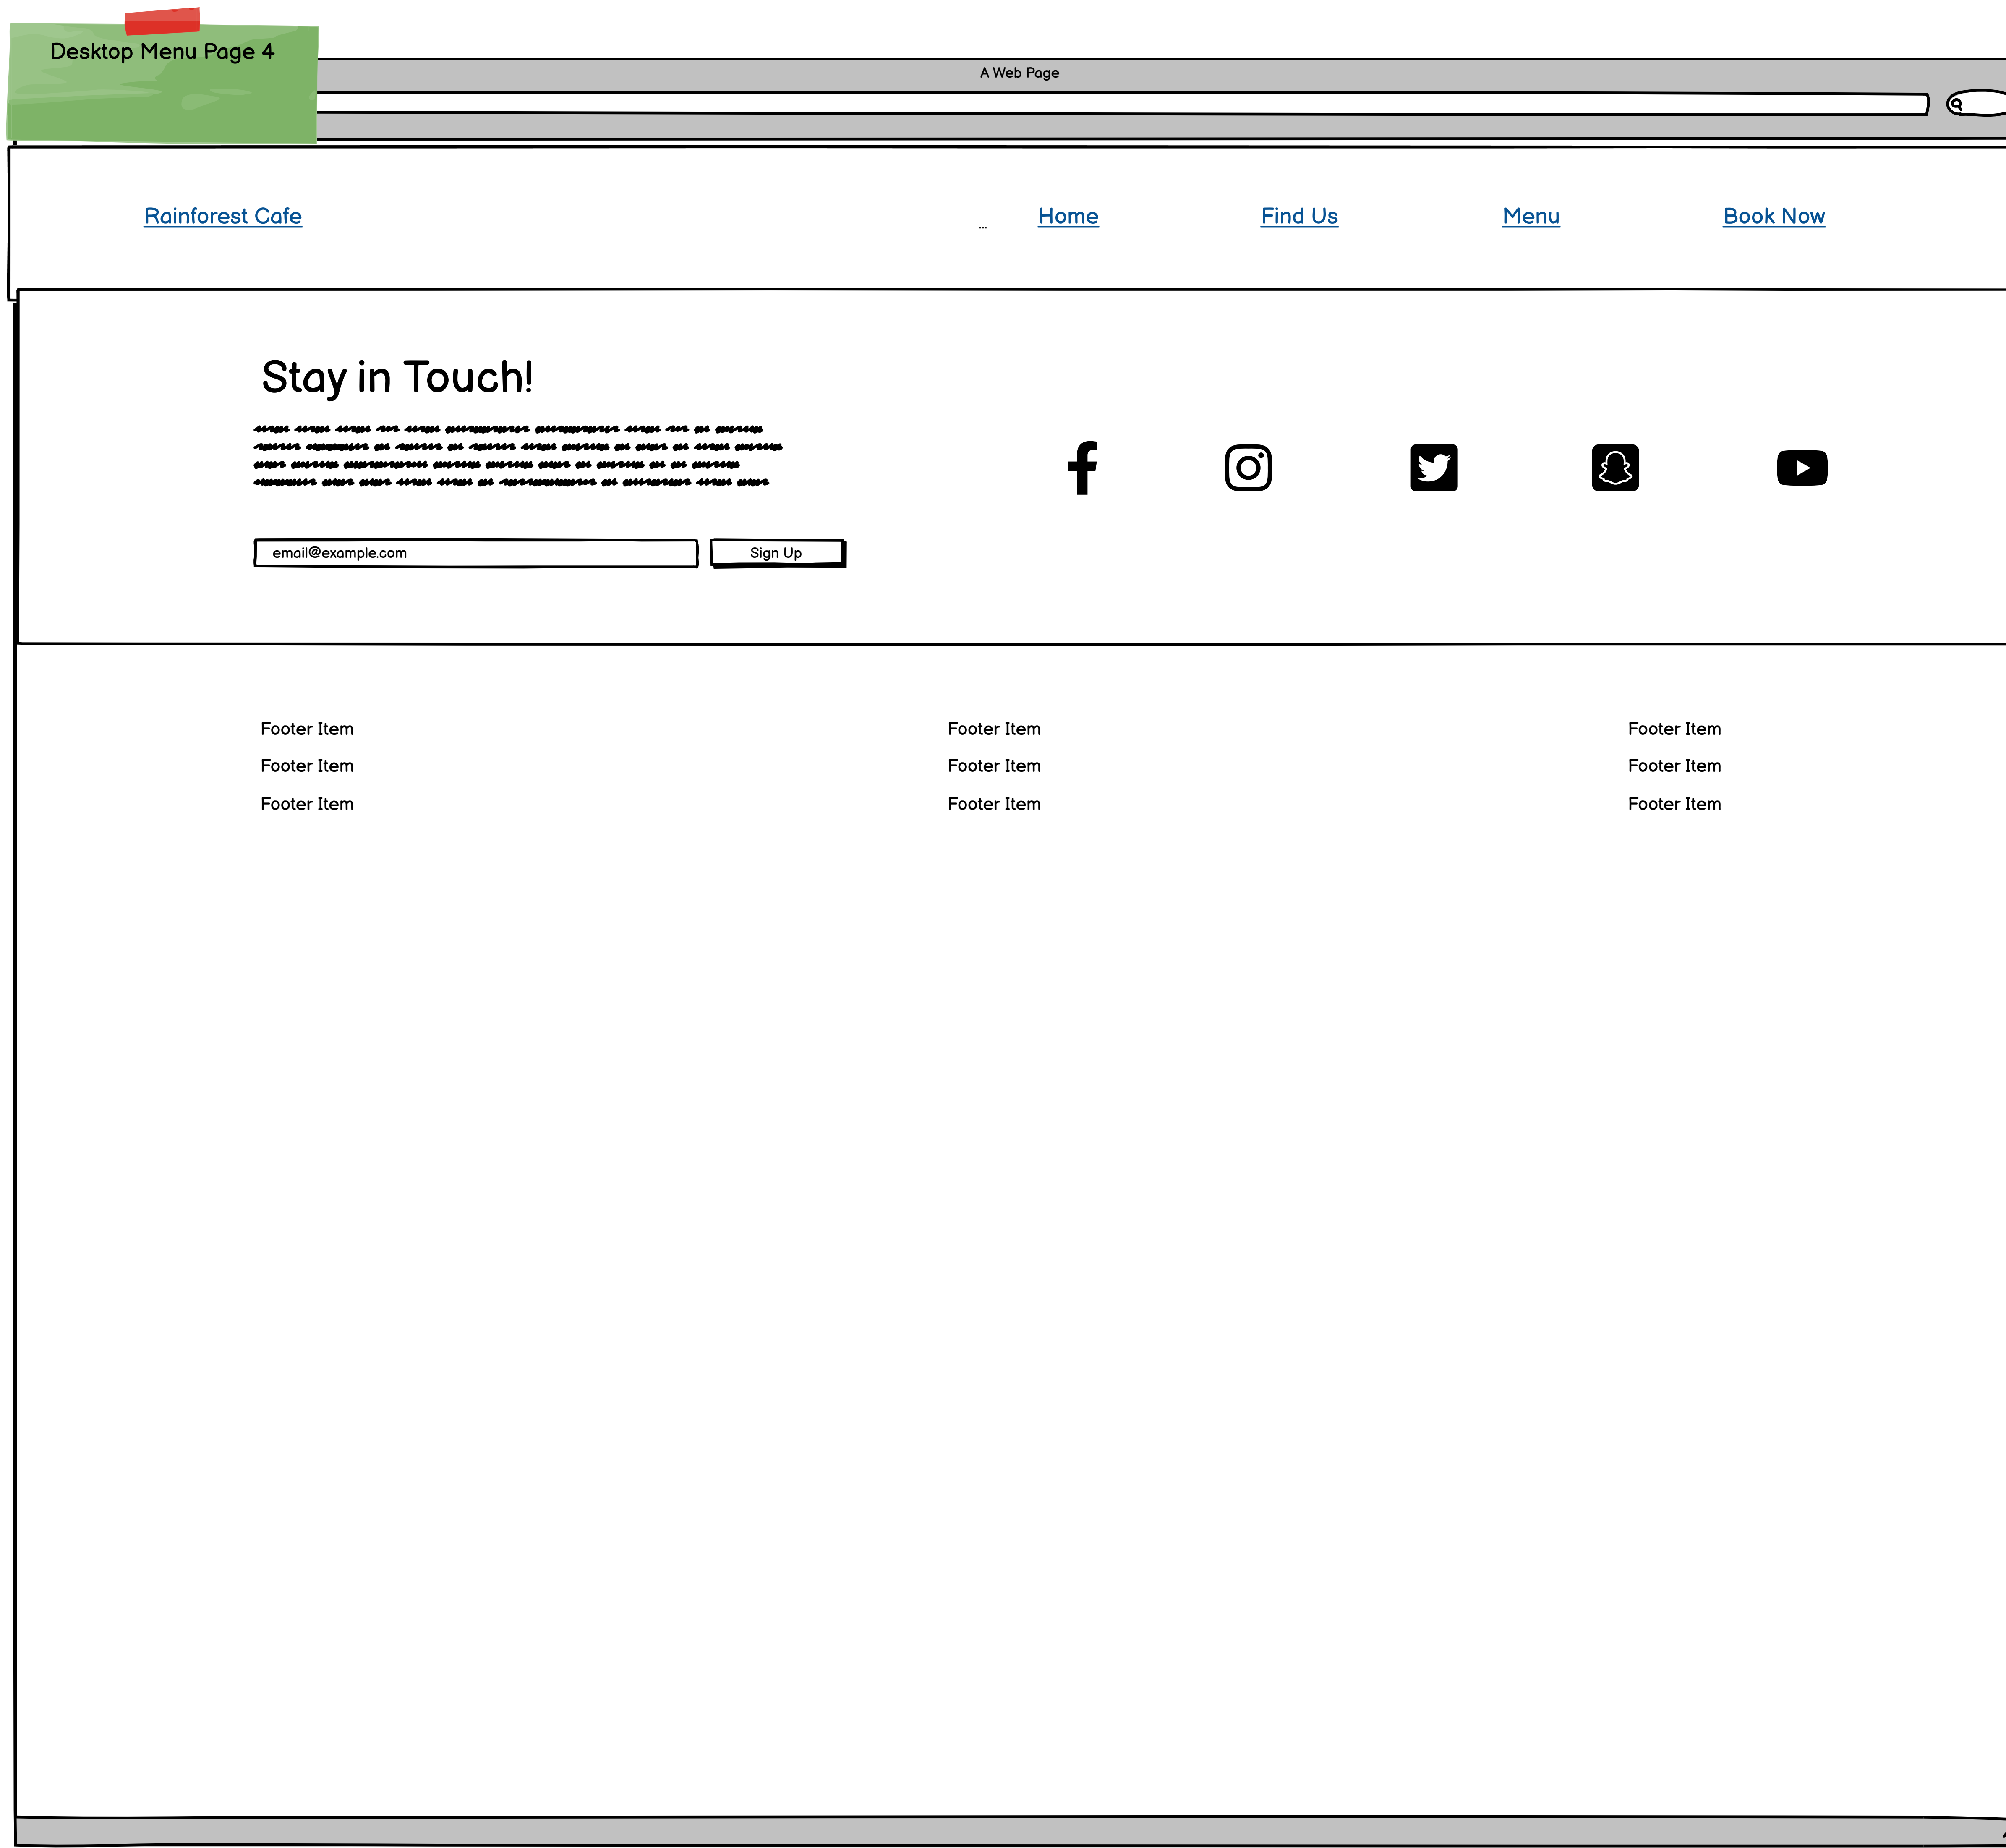 Desktop Menu Page 4
A Web Page
Rainforest Cafe
...
Home
Find Us
Menu
Book Now
Stay in Touch!
email@example.com
Sign Up
Footer Item
Footer Item
Footer Item
Footer Item
Footer Item
Footer Item
Footer Item
Footer Item
Footer Item